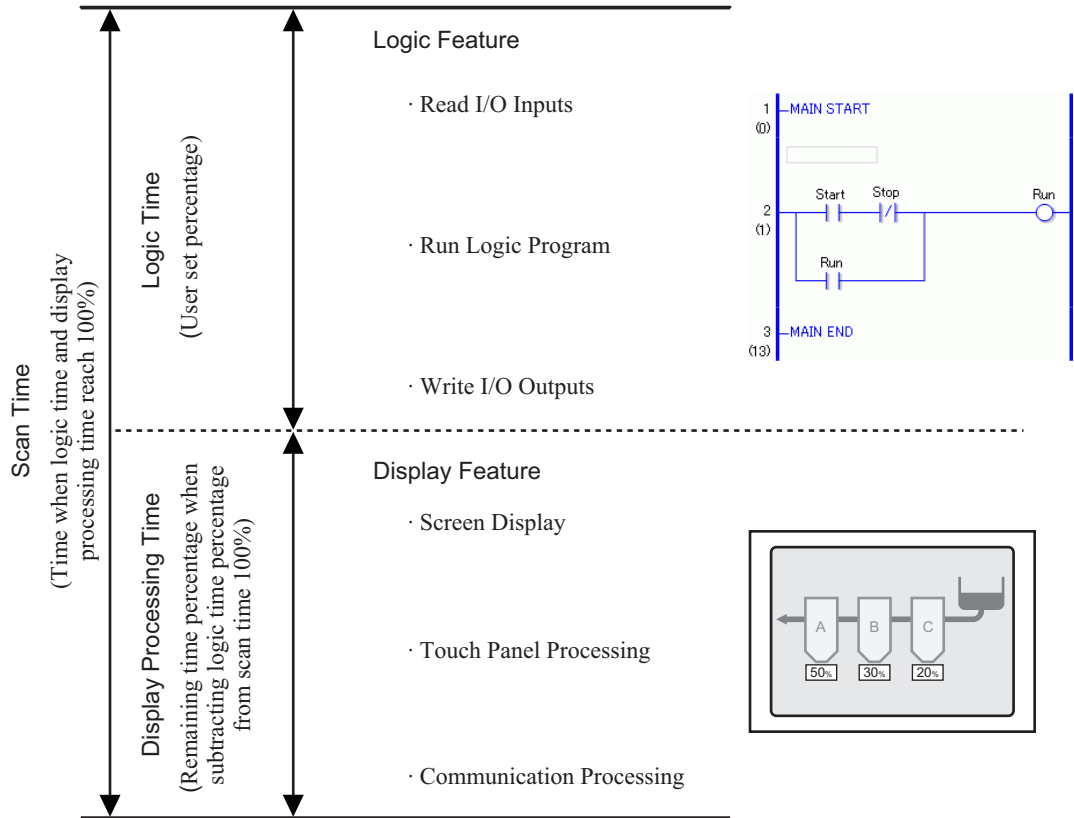 Scan Time
(Time when logic time and display
processing time reach 100%)
Logic Time
(User set percentage)
Logic Feature
· Read I/O Inputs
· Run Logic Program
· Write I/O Outputs
1
(0)
MAIN START
2
(1)
Start
Stop
Run
Run
3
(13)
MAIN END
Display Processing Time
(Remaining time percentage when
subtracting logic time percentage
from scan time 100%)
Display Feature
· Screen Display
· Touch Panel Processing
· Communication Processing
A
B
C
50%
30%
20%